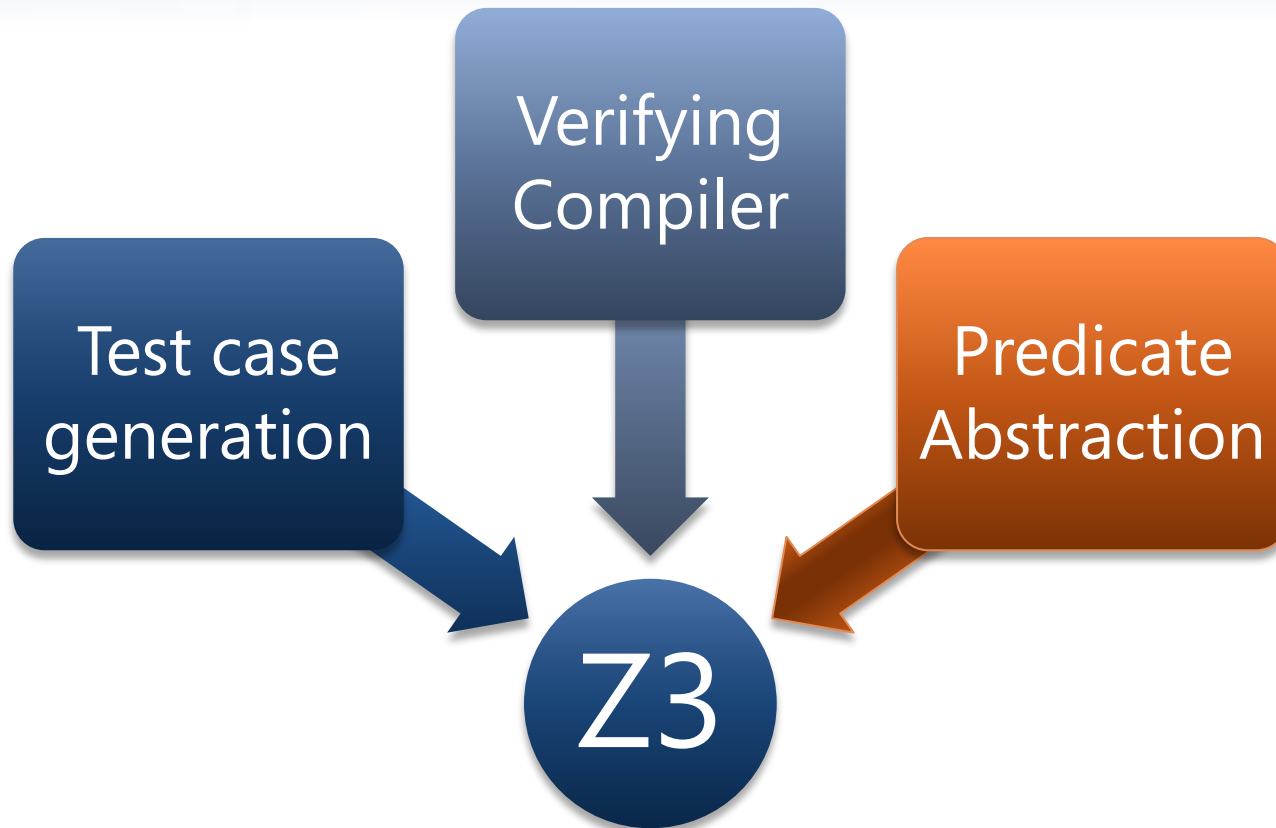 Verifying
Compiler
Test case
generation
Predicate
Abstraction
Z3